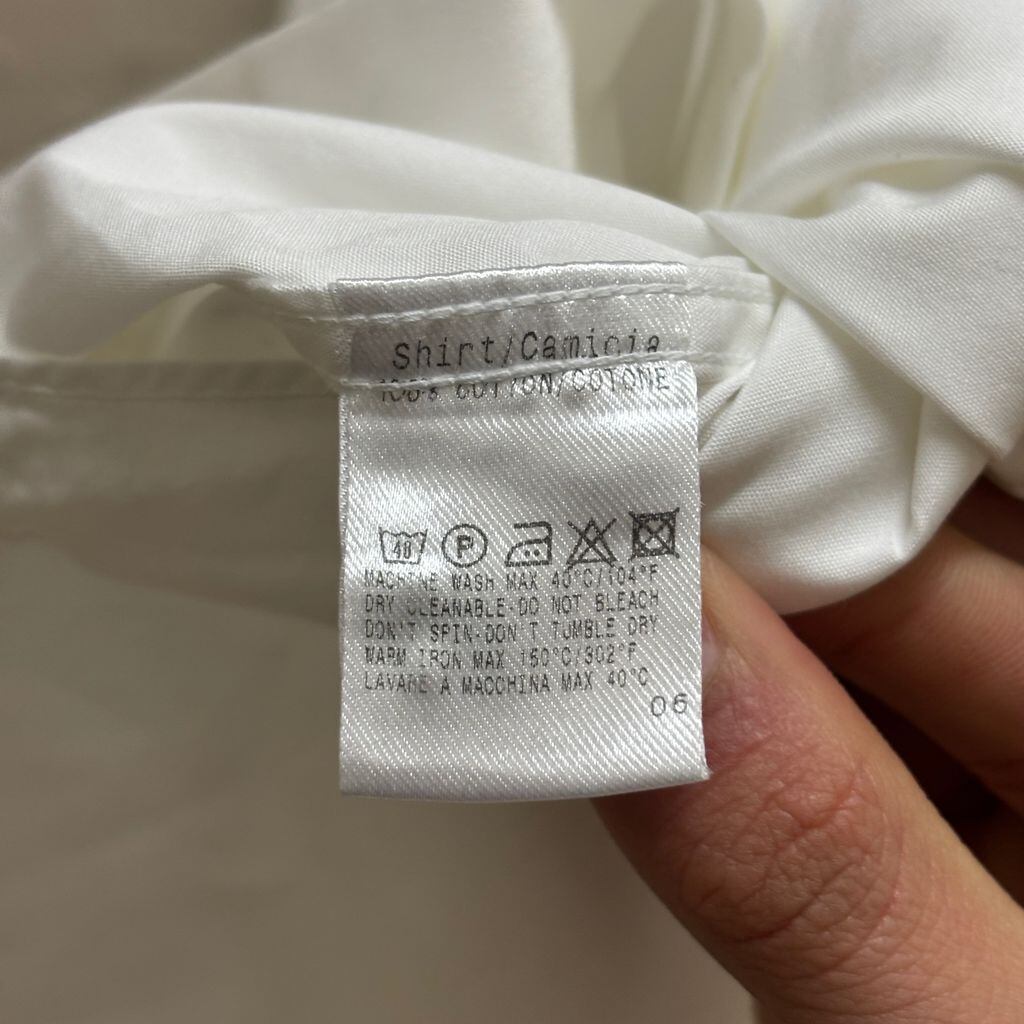 Shirt/Camicia
100% COTTON/COTONE
40 P
MACHINE WASH MAX 40°C/104°F
DRY CLEANABLE-DO NOT BLEACH
DON'T SPIN-DON'T TUMBLE DRY
WARM IRON MAX 150°C/302°F
LAVARE A MACCHINA MAX 40°C
06